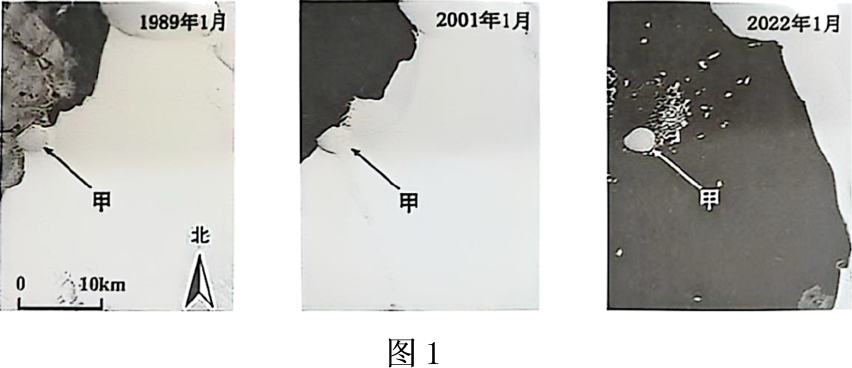 1989年1月
2001年1月
2022年1月
甲
甲
甲
北
0 10km
图1